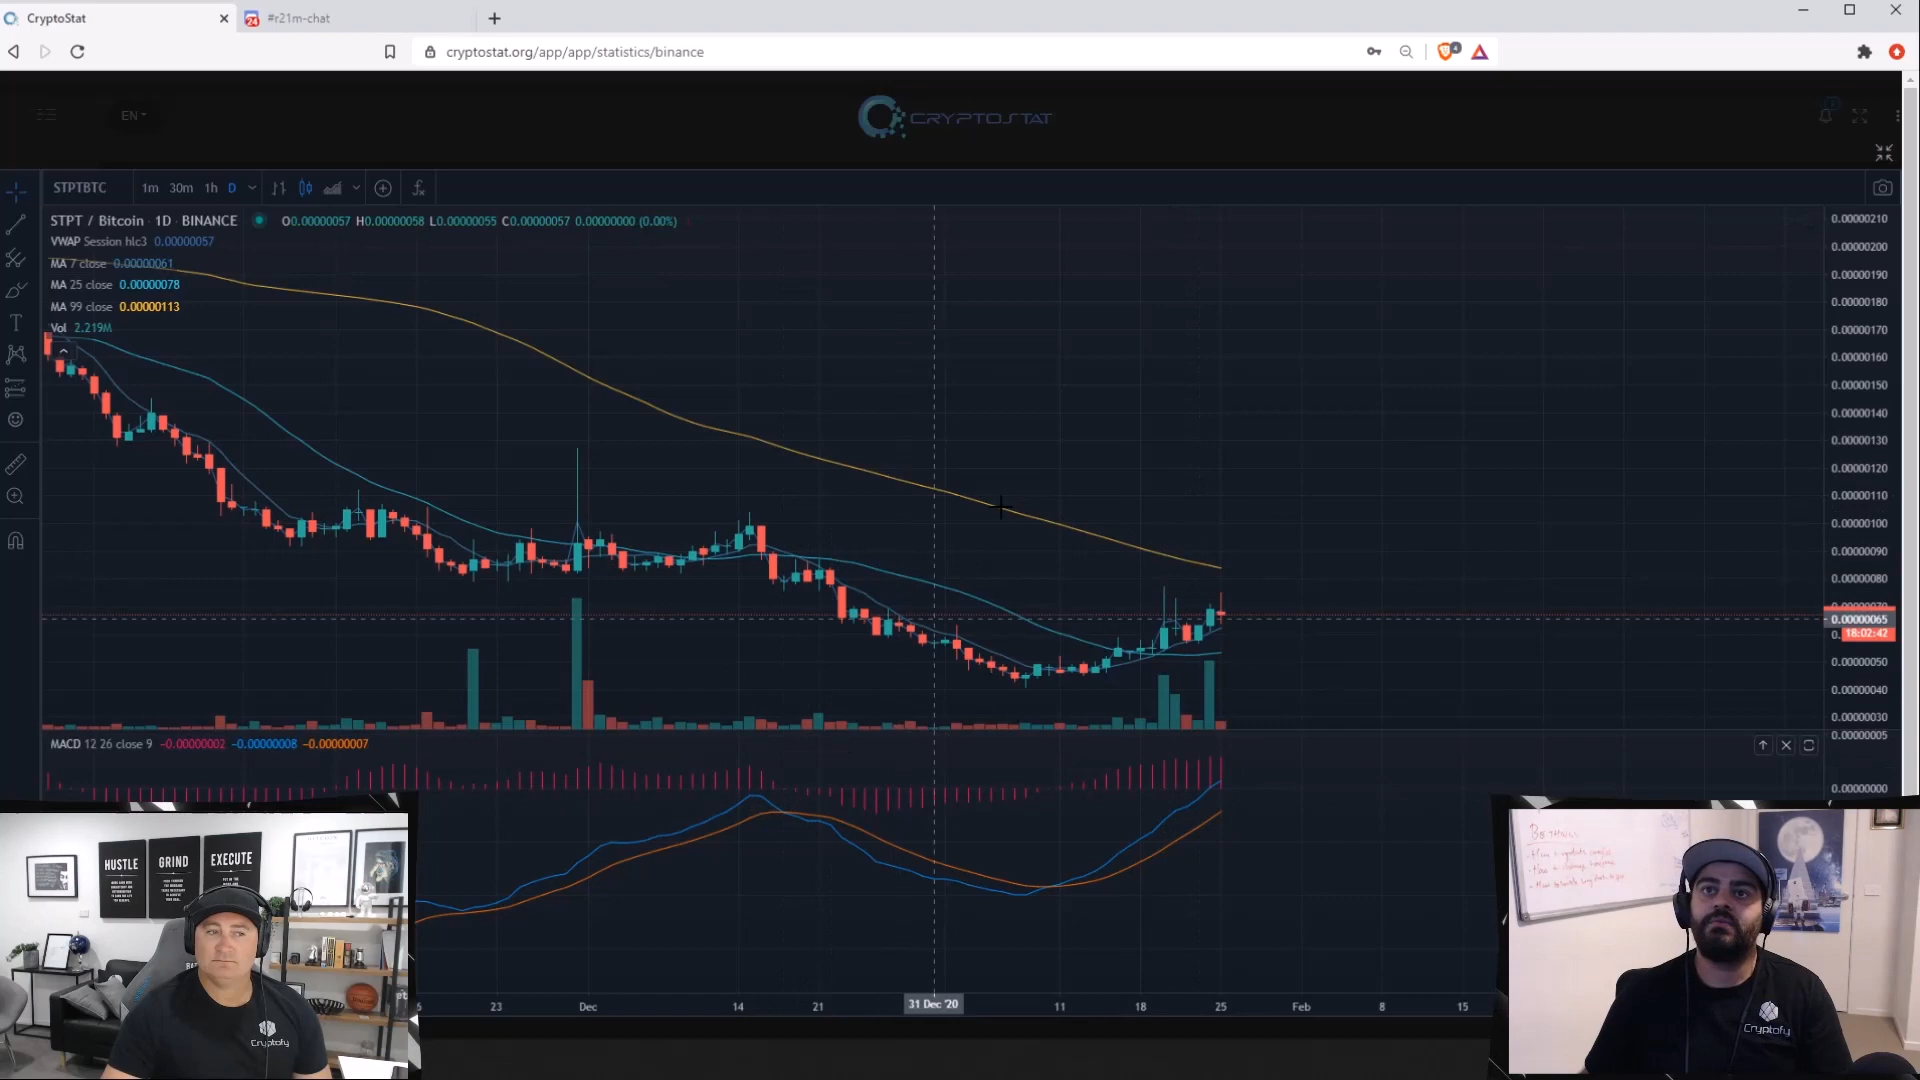 CryptoStat
24 #r21m-chat
cryptostat.org/app/app/statistics/binance
4
EN
CRYPTOSTAT
STPTBTC 1m 30m 1h D
STPT / Bitcoin · 1D · BINANCE O0.00000057 H0.00000058 L0.00000055 C0.00000057 0.00000000 (0.00%)
VWAP Session hlc3 0.00000057
MA 7 close 0.00000061
MA 25 close 0.00000078
MA 99 close 0.00000113
Vol 2.219M
0.00000210
0.00000200
0.00000190
0.00000180
0.00000170
0.00000160
0.00000150
0.00000140
0.00000130
0.00000120
0.00000110
0.00000100
0.00000090
0.00000080
0.00000065
18:02:42
0.00000050
0.00000040
0.00000030
MACD 12 26 close 9 −0.00000002 −0.00000008 −0.00000007
0.00000005
0.00000000
23 Dec 14 21 31 Dec '20 11 18 25 Feb 8 15
HUSTLE
GRIND
EXECUTE
Cryptofy
Cryptofy